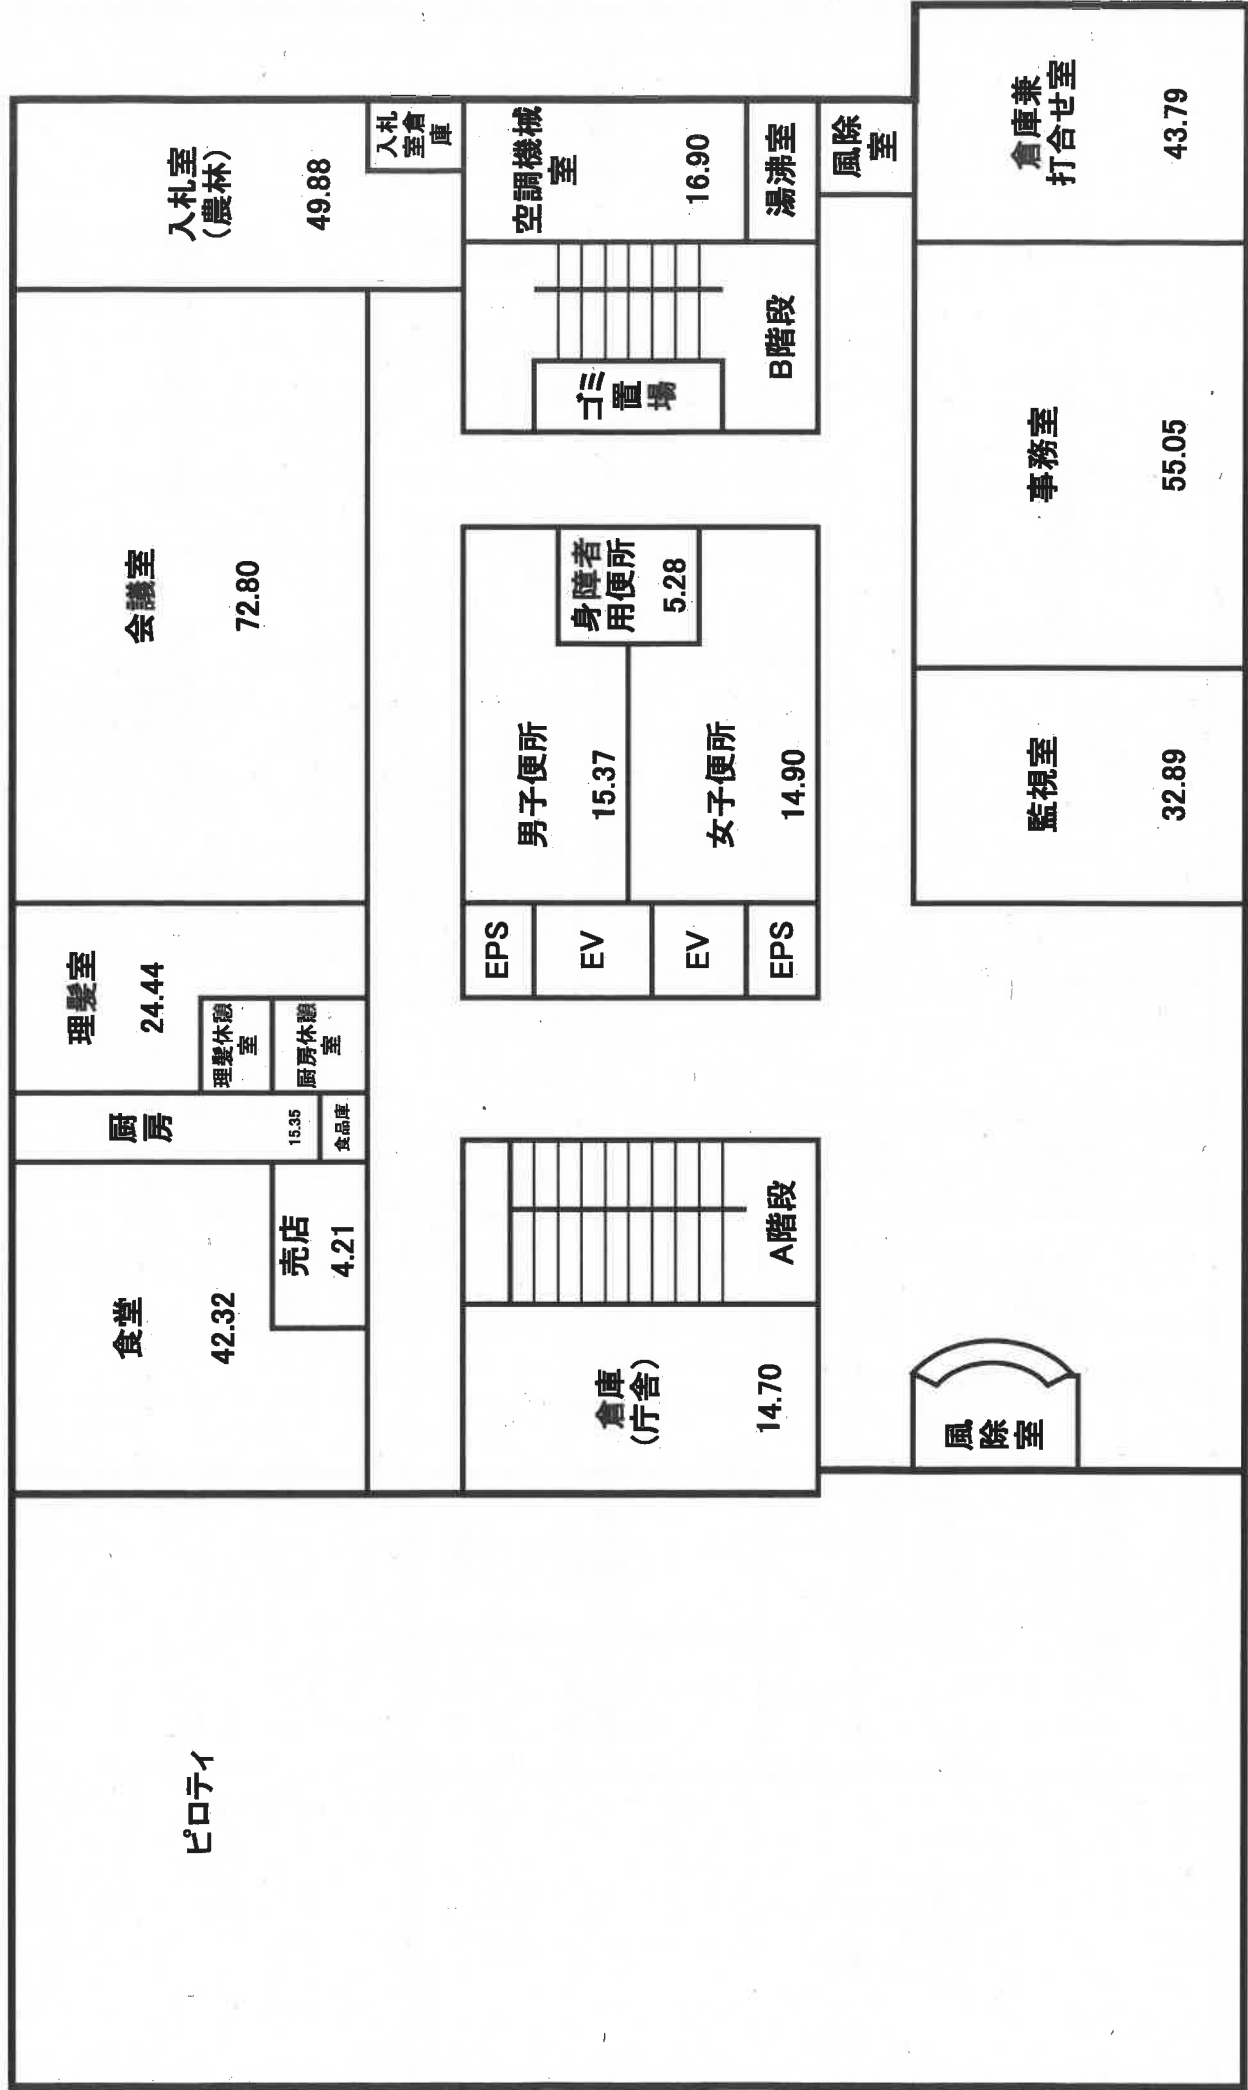 ピロティ
食堂
42.32
売店
4.21
厨
房
15.35
食品庫
理髪室
24.44
理髪休憩
室
厨房休憩
室
会議室
72.80
入札室
(農林)
49.88
入札
室倉
庫
倉庫
(庁舎)
14.70
A階段
EPS
EV
EV
EPS
男子便所
15.37
女子便所
14.90
身障者
用便所
5.28
ゴミ
置
場
B階段
空調機械
室
16.90
湯沸室
風除
室
風
除
室
監視室
32.89
事務室
55.05
倉庫兼
打合せ室
43.79